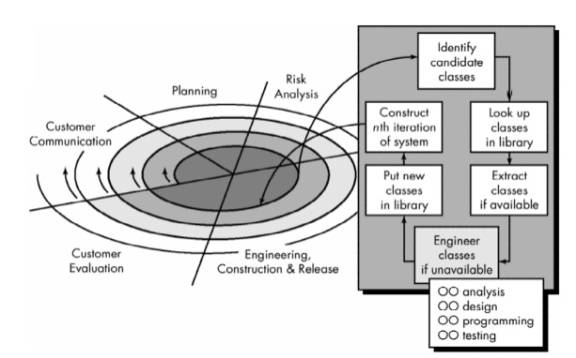 Planning
Risk
Analysis
Customer
Communication
Customer
Evaluation
Engineering,
Construction & Release
Identify
candidate
classes
Construct
nth iteration
of system
Look up
classes
in library
Put new
classes
in library
Extract
classes
if available
Engineer
classes
if unavailable
OO analysis
OO design
OO programming
OO testing